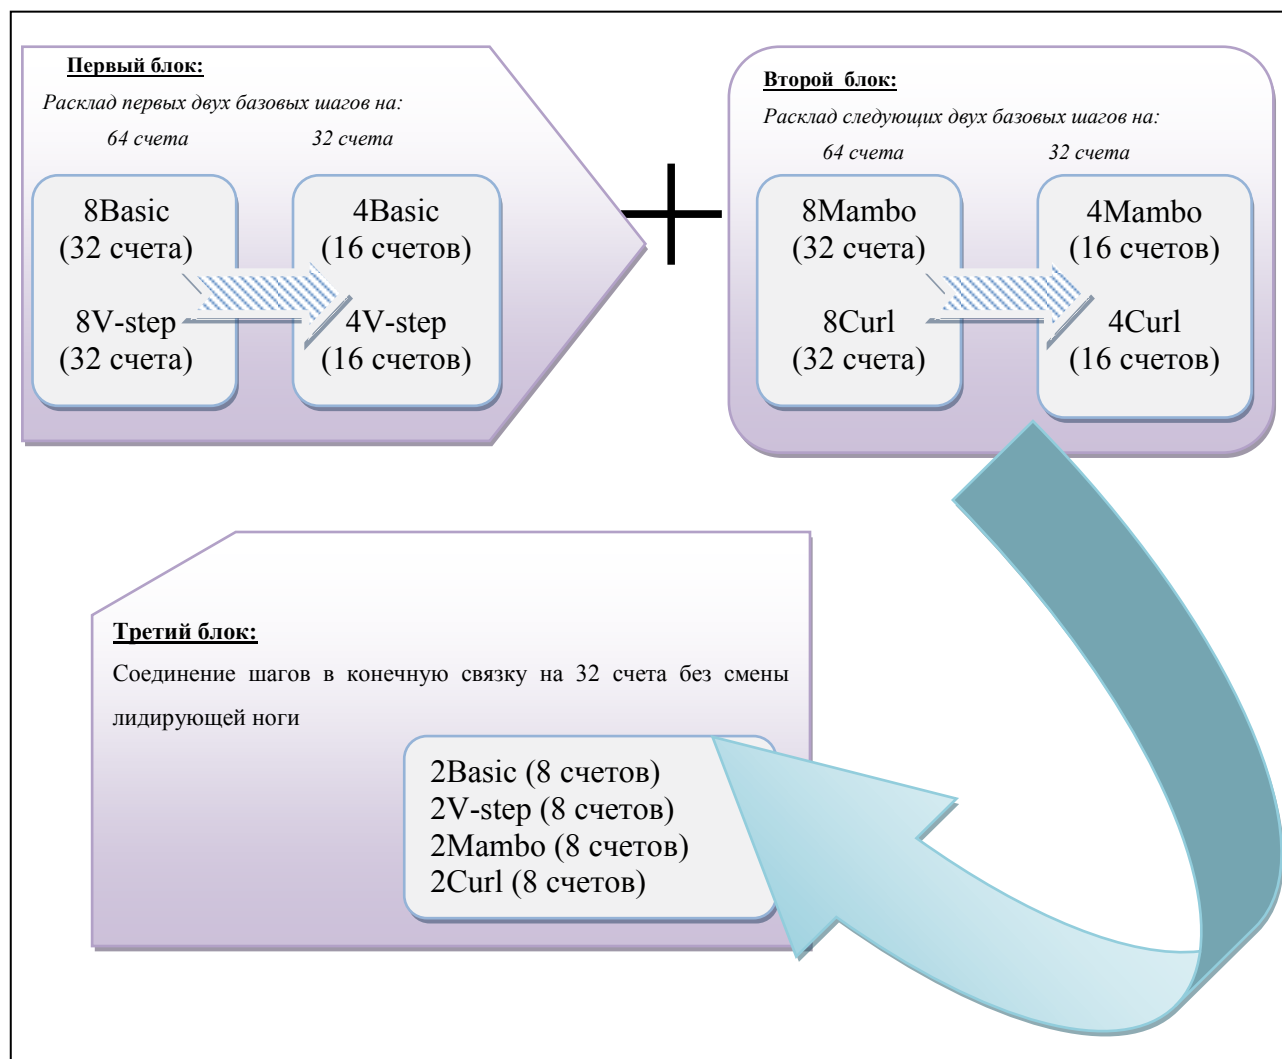 Первый блок:
Расклад первых двух базовых шагов на:
64 счета 32 счета
8Basic
(32 счета)
8V-step
(32 счета)
4Basic
(16 счетов)
4V-step
(16 счетов)
Второй блок:
Расклад следующих двух базовых шагов на:
64 счета 32 счета
8Mambo
(32 счета)
8Curl
(32 счета)
4Mambo
(16 счетов)
4Curl
(16 счетов)
Третий блок:
Соединение шагов в конечную связку на 32 счета без смены
лидирующей ноги
2Basic (8 счетов)
2V-step (8 счетов)
2Mambo (8 счетов)
2Curl (8 счетов)